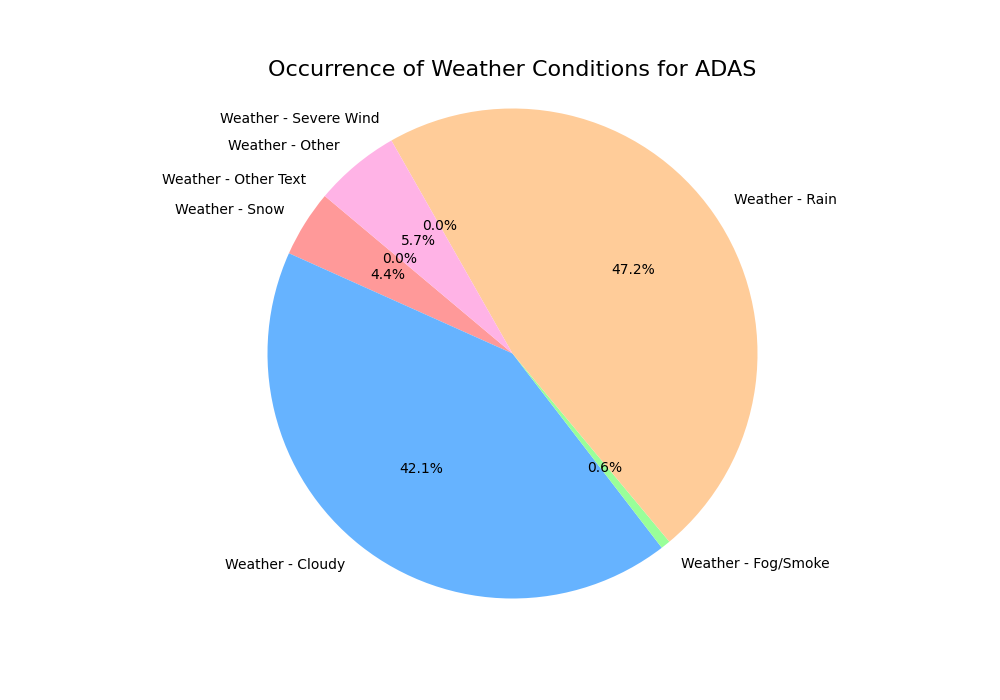 Occurrence of Weather Conditions for ADAS
Weather - Severe Wind
Weather - Other
Weather - Other Text
Weather - Snow
Weather - Rain
0.0%
5.7%
0.0%
4.4%
47.2%
42.1%
0.6%
Weather - Cloudy
Weather - Fog/Smoke